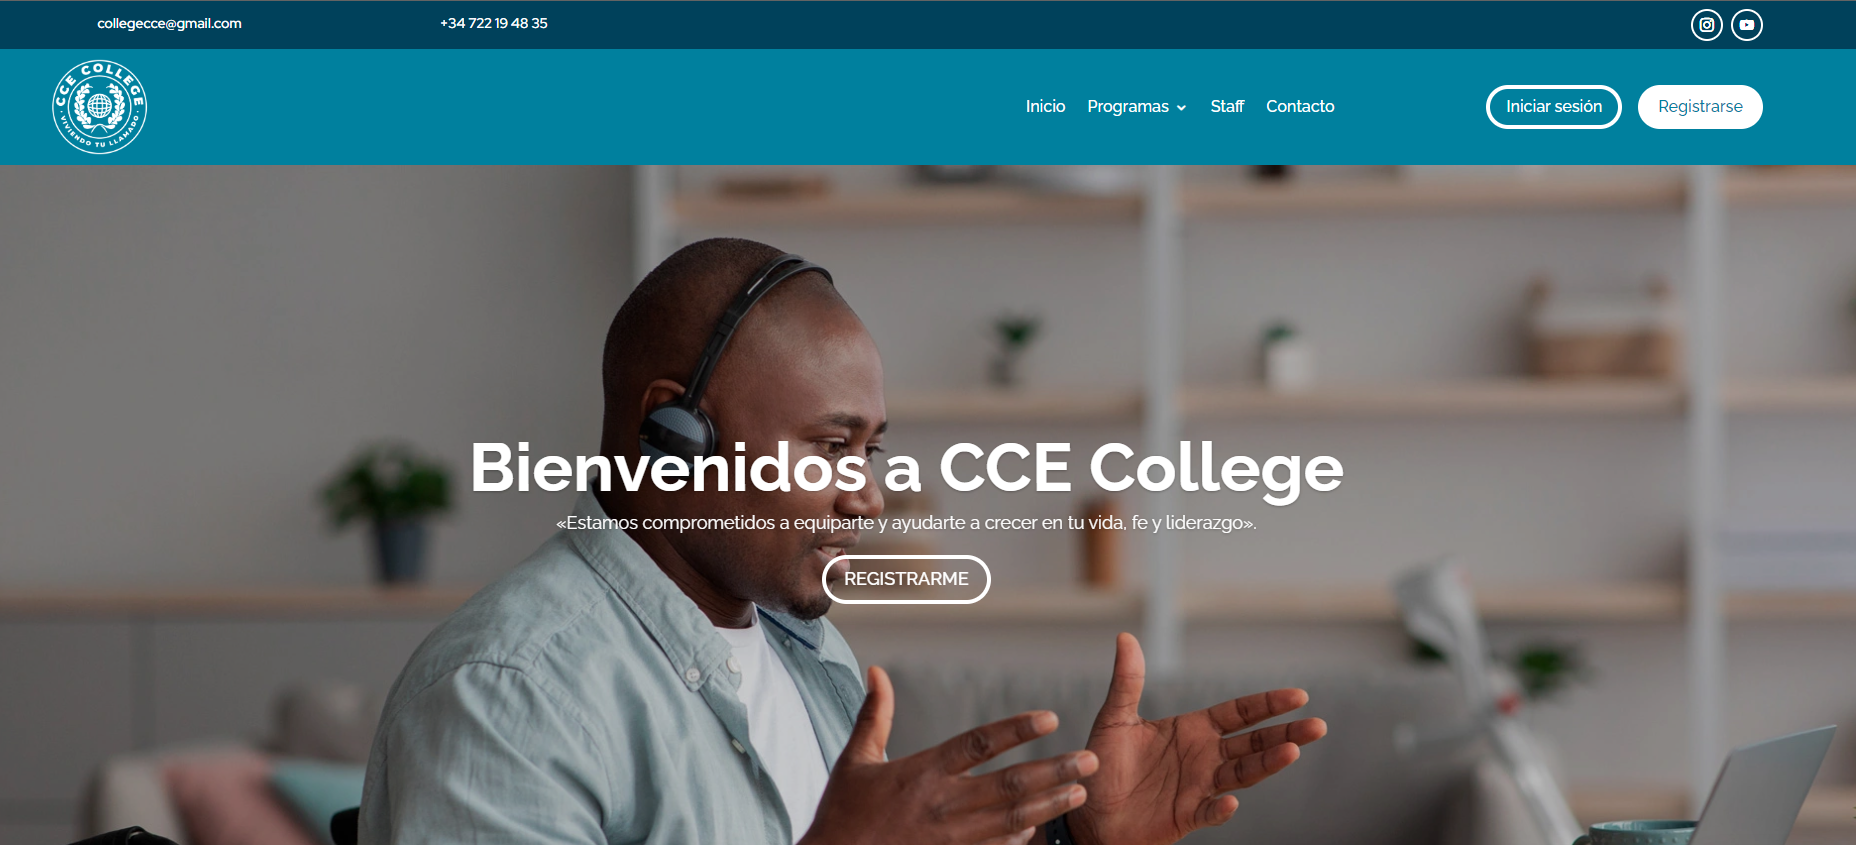 collegecce@gmail.com
+34 722 19 48 35
CCE COLLEGE
· VIVIENDO TU LLAMADO ·
Inicio
Programas
Staff
Contacto
Iniciar sesión
Registrarse
Bienvenidos a CCE College
«Estamos comprometidos a equiparte y ayudarte a crecer en tu vida, fe y liderazgo».
REGISTRARME